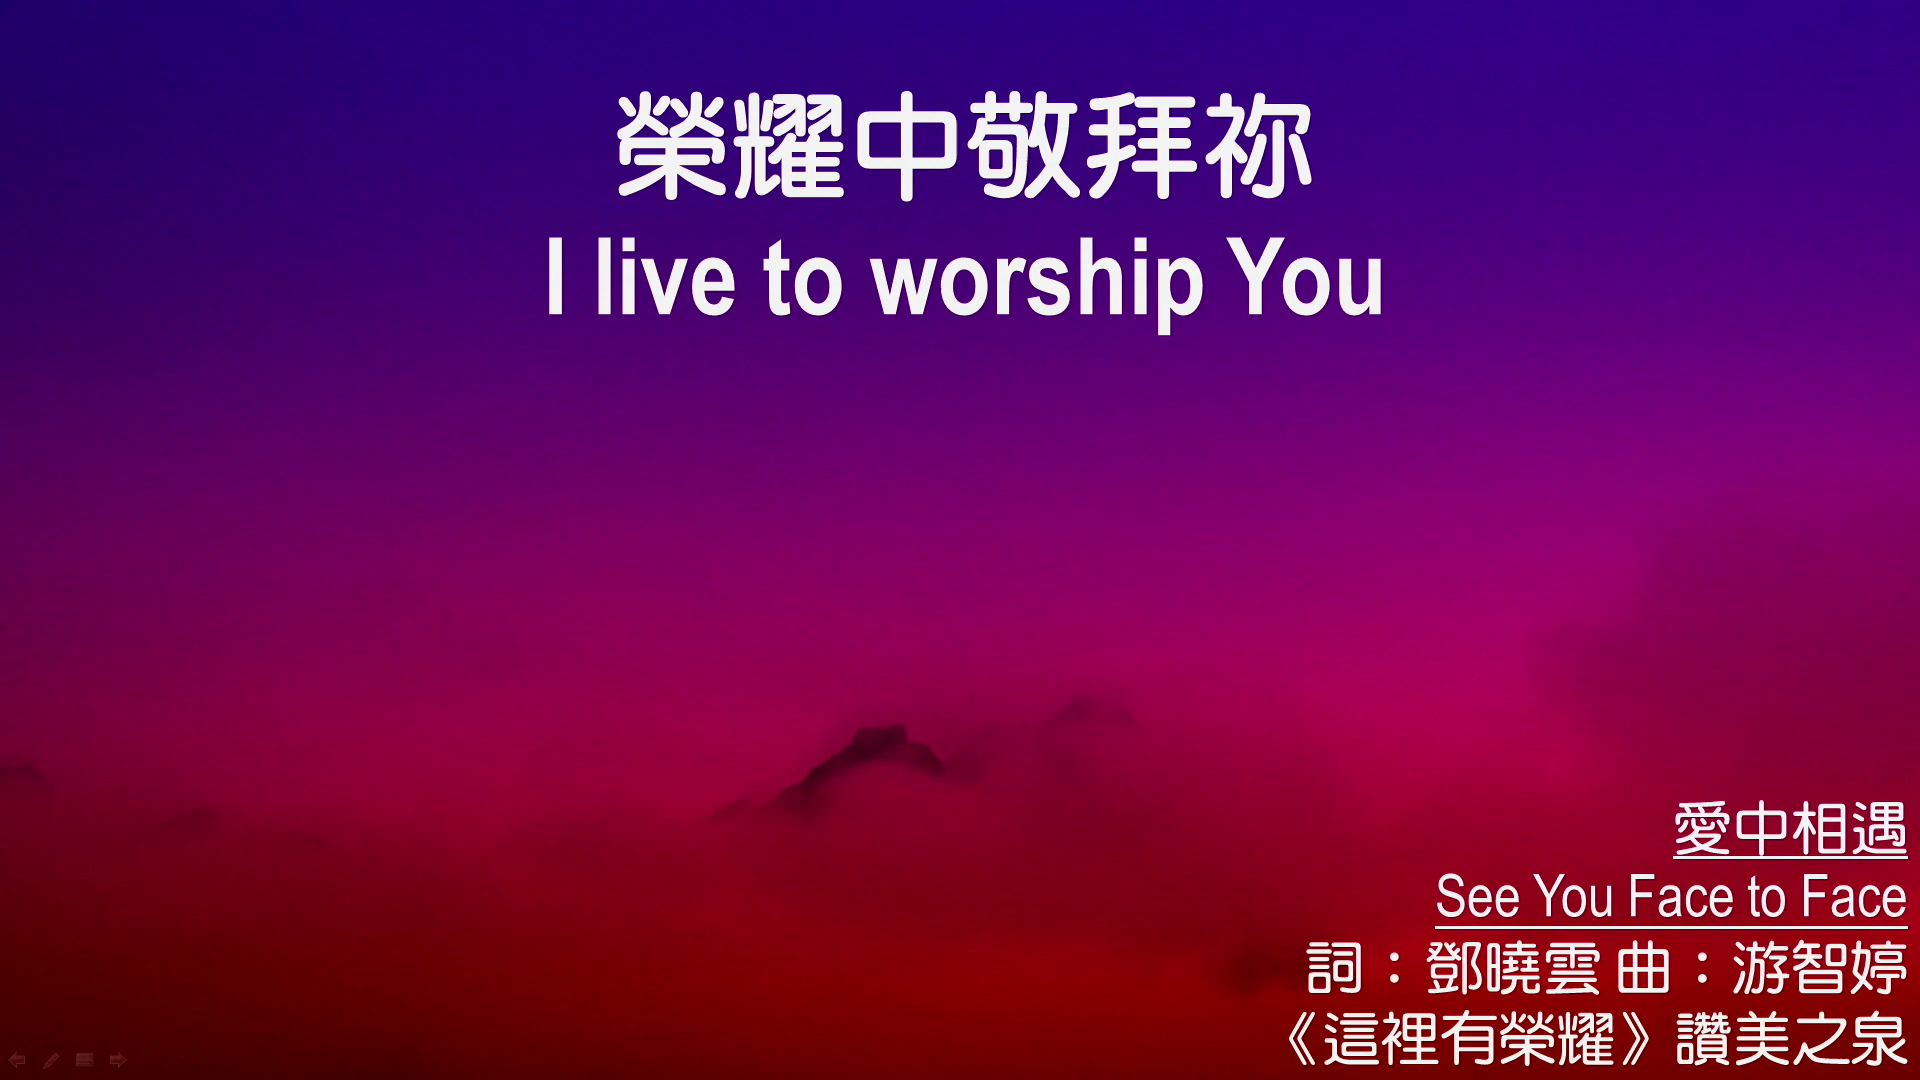 榮耀中敬拜祢
I live to worship You
愛中相遇
See You Face to Face
詞：鄧曉雲 曲：游智婷
《這裡有榮耀》讚美之泉